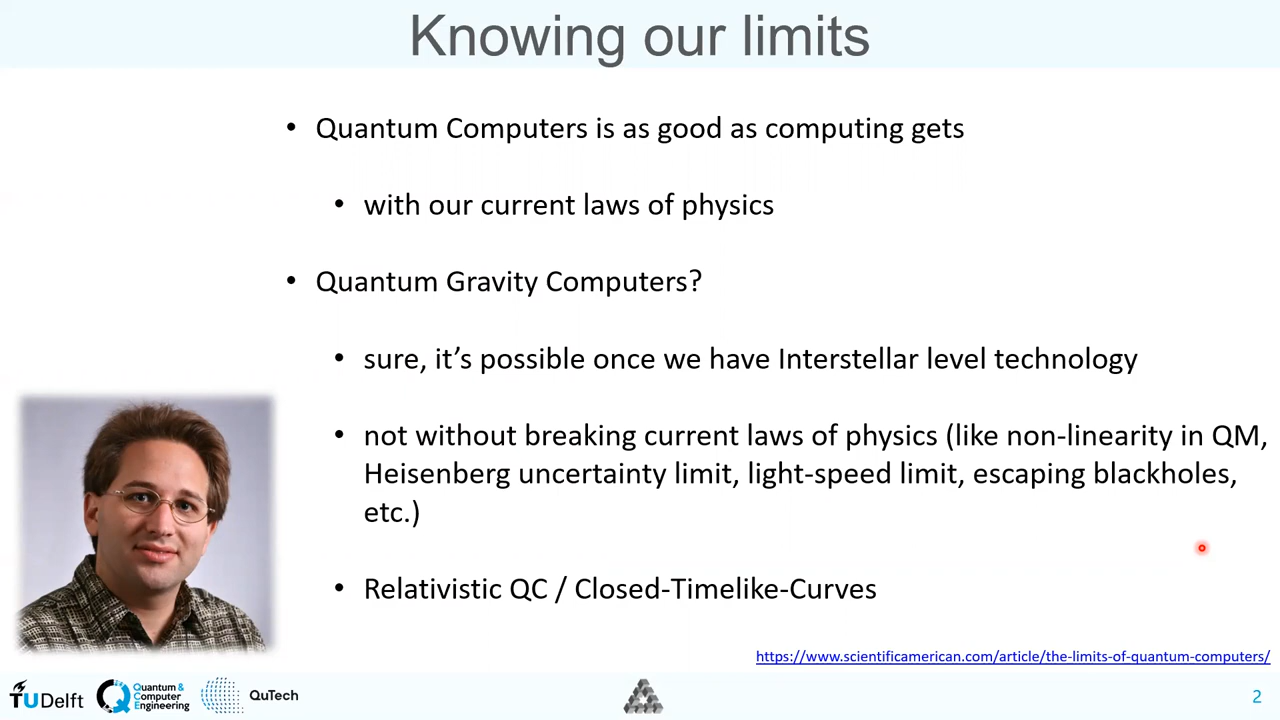 Knowing our limits
• Quantum Computers is as good as computing gets
• with our current laws of physics
• Quantum Gravity Computers?
• sure, it’s possible once we have Interstellar level technology
• not without breaking current laws of physics (like non-linearity in QM,
Heisenberg uncertainty limit, light-speed limit, escaping blackholes,
etc.)
• Relativistic QC / Closed-Timelike-Curves
https://www.scientificamerican.com/article/the-limits-of-quantum-computers/
TUDelft
Quantum &
Computer
Engineering
QuTech
2